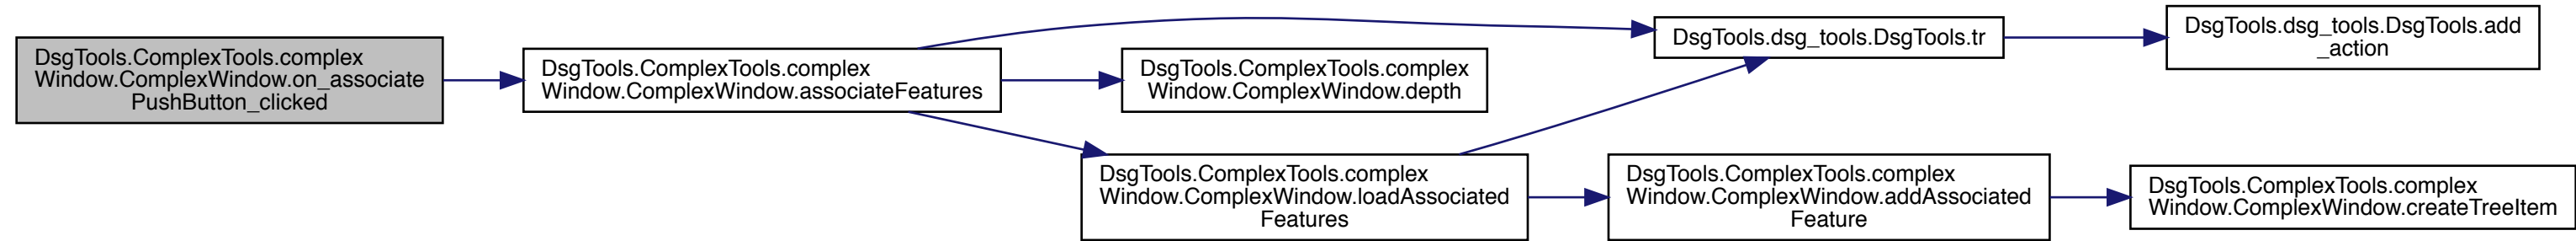 DsgTools.ComplexTools.complex
Window.ComplexWindow.on_associate
PushButton_clicked
DsgTools.ComplexTools.complex
Window.ComplexWindow.associateFeatures
DsgTools.ComplexTools.complex
Window.ComplexWindow.depth
DsgTools.dsg_tools.DsgTools.tr
DsgTools.dsg_tools.DsgTools.add
_action
DsgTools.ComplexTools.complex
Window.ComplexWindow.loadAssociated
Features
DsgTools.ComplexTools.complex
Window.ComplexWindow.addAssociated
Feature
DsgTools.ComplexTools.complex
Window.ComplexWindow.createTreeItem